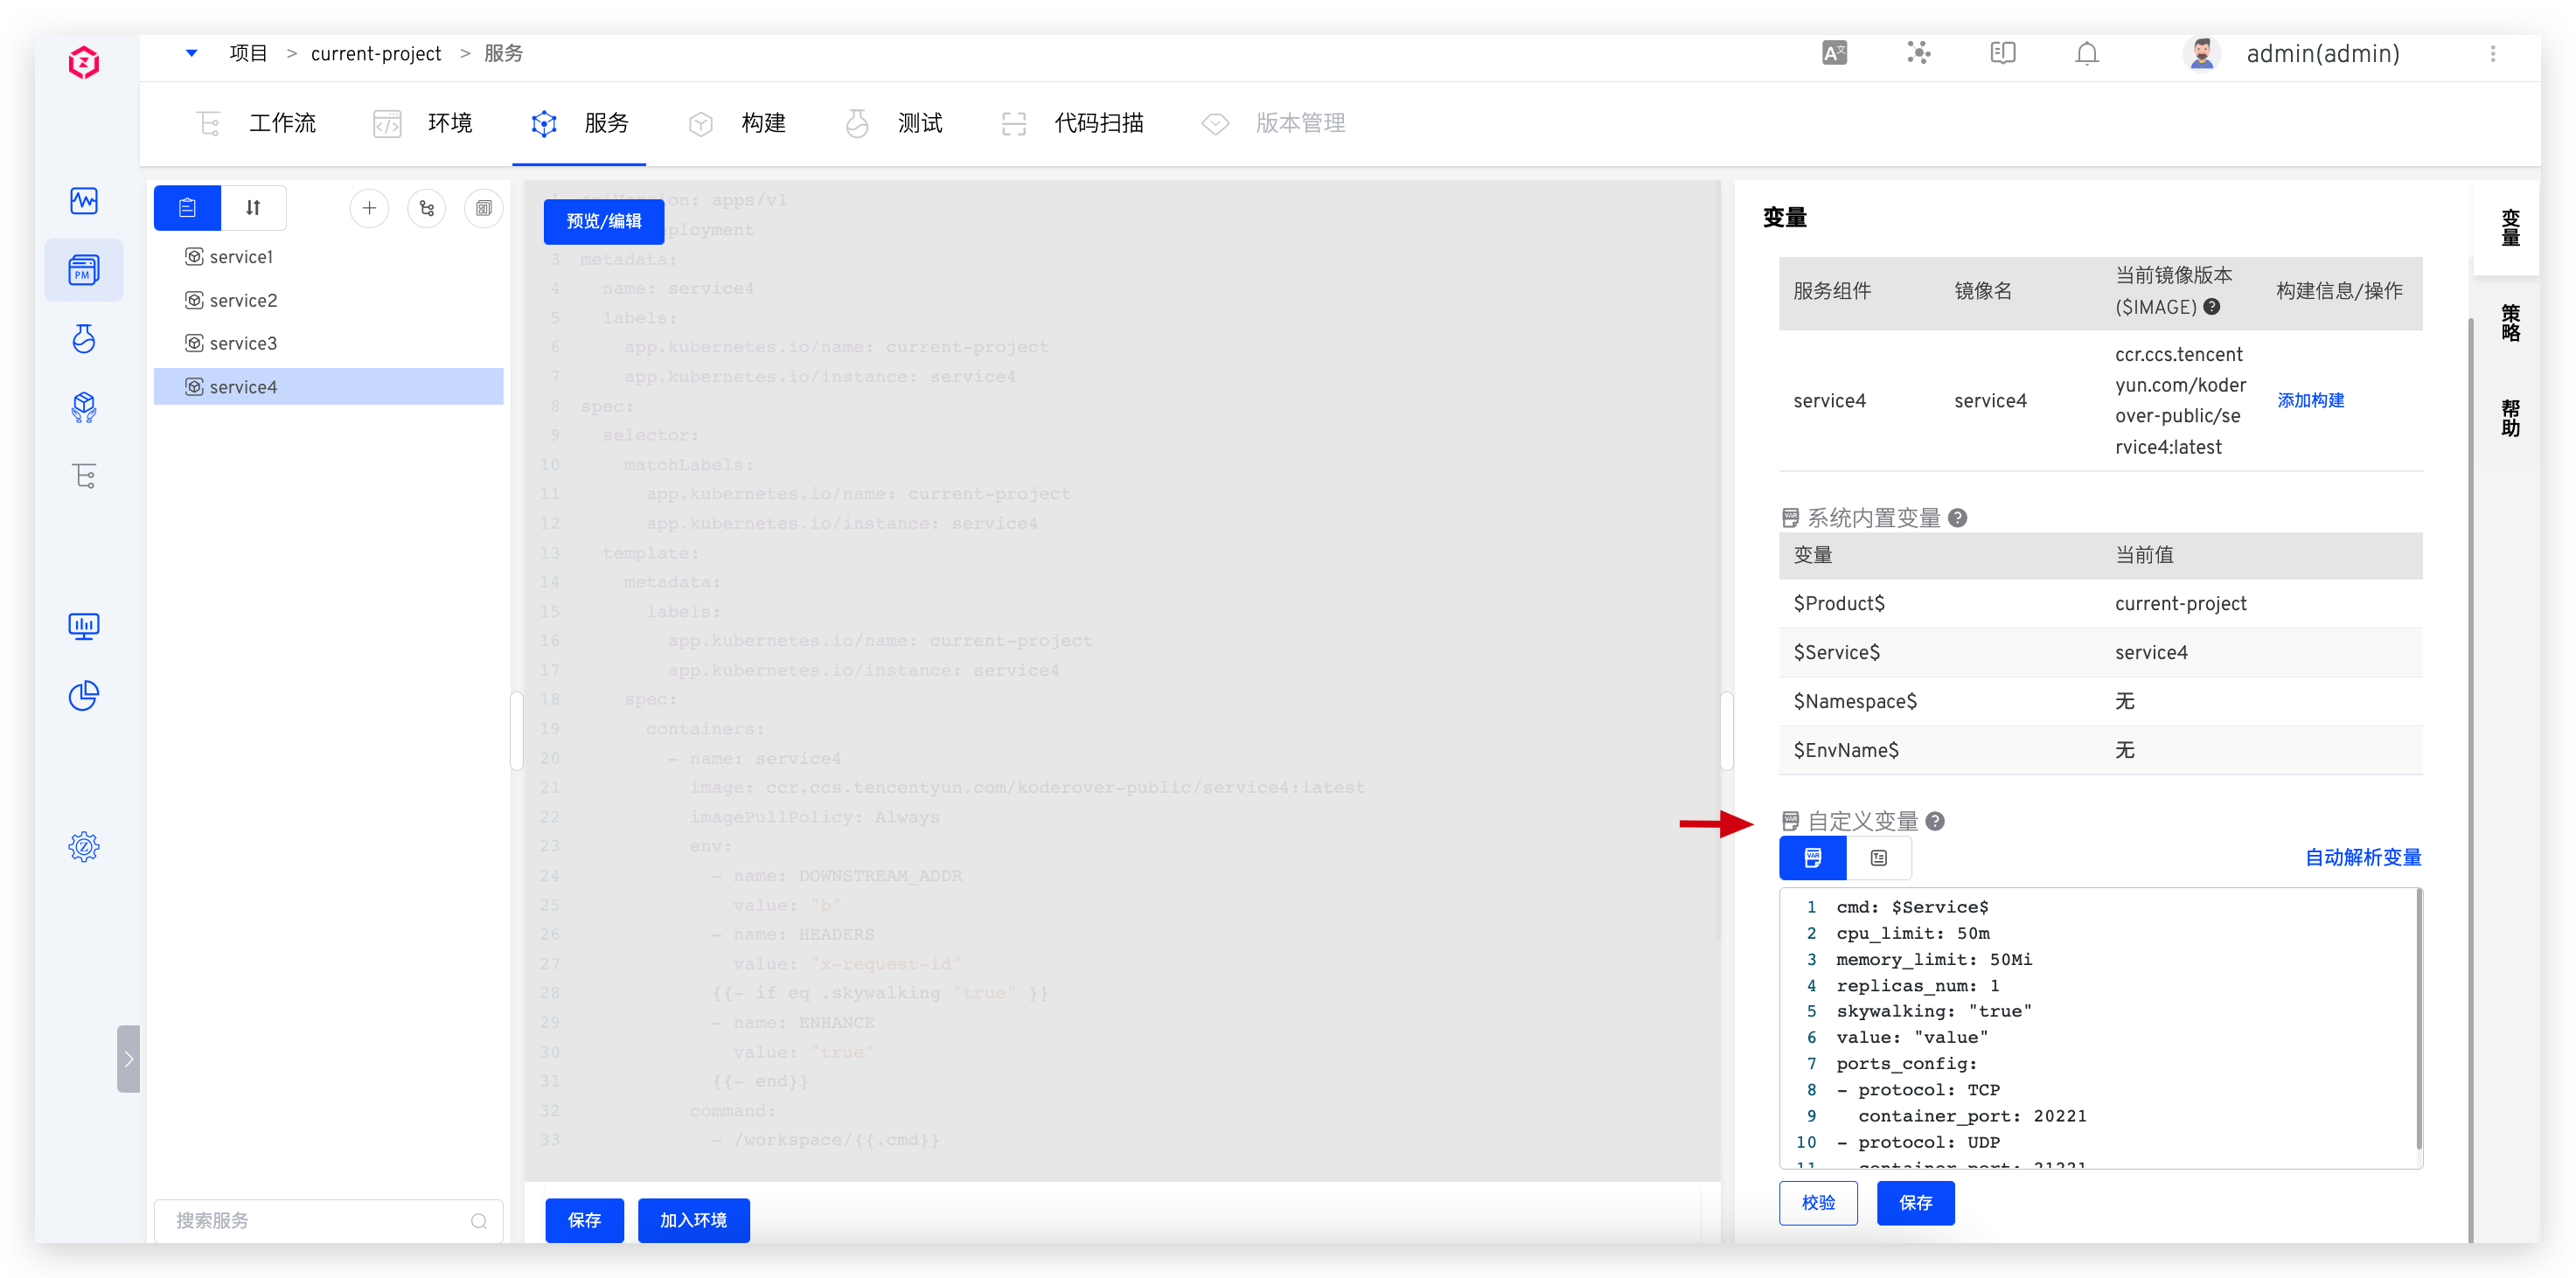 项目 > current-project > 服务
admin(admin)
工作流 环境 服务 构建 测试 代码扫描 版本管理
PM
service1
service2
service3
service4
搜索服务
预览/编辑
: apps/v1
ployment
3 metadata:
4 name: service4
5 labels:
6 app.kubernetes.io/name: current-project
7 app.kubernetes.io/instance: service4
8 spec:
9 selector:
10 matchLabels:
11 app.kubernetes.io/name: current-project
12 app.kubernetes.io/instance: service4
13 template:
14 metadata:
15 labels:
16 app.kubernetes.io/name: current-project
17 app.kubernetes.io/instance: service4
18 spec:
19 containers:
20 - name: service4
21 image: ccr.ccs.tencentyun.com/koderover-public/service4:latest
22 imagePullPolicy: Always
23 env:
24 - name: DOWNSTREAM_ADDR
25 value: "b"
26 - name: HEADERS
27 value: "x-request-id"
28 {{- if eq .skywalking "true" }}
29 - name: ENHANCE
30 value: "true"
31 {{- end}}
32 command:
33 - /workspace/{{.cmd}}
保存 加入环境
变量
服务组件 镜像名 当前镜像版本 ($IMAGE) 构建信息/操作
service4 service4 ccr.ccs.tencent
yun.com/koder
over-public/se
rvice4:latest
添加构建
系统内置变量
变量 当前值
$Product$ current-project
$Service$ service4
$Namespace$ 无
$EnvName$ 无
自定义变量
自动解析变量
1 cmd: $Service$
2 cpu_limit: 50m
3 memory_limit: 50Mi
4 replicas_num: 1
5 skywalking: "true"
6 value: "value"
7 ports_config:
8 - protocol: TCP
9 container_port: 20221
10 - protocol: UDP
11 container_port: 21221
校验 保存
变量
策略
帮助